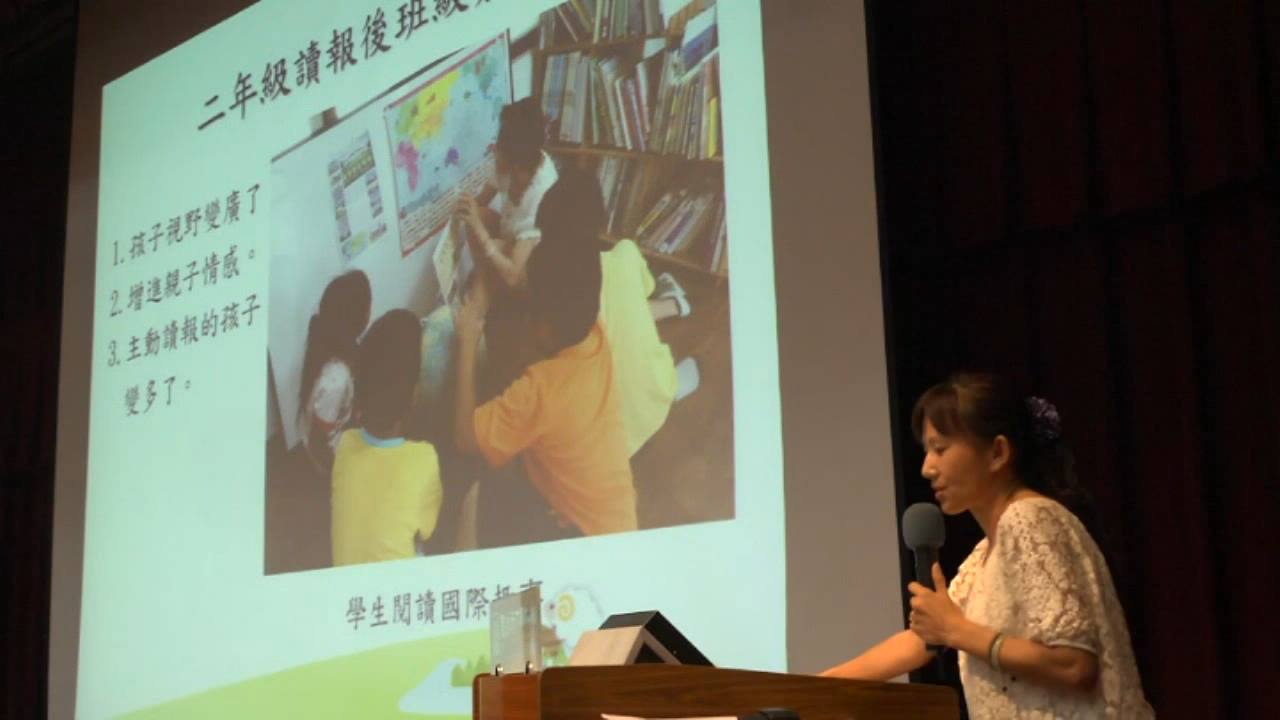 二年級讀報後班級
1.孩子視野變廣了
2.增進親子情感。
3.主動讀報的孩子
變多了。
學生閱讀國際